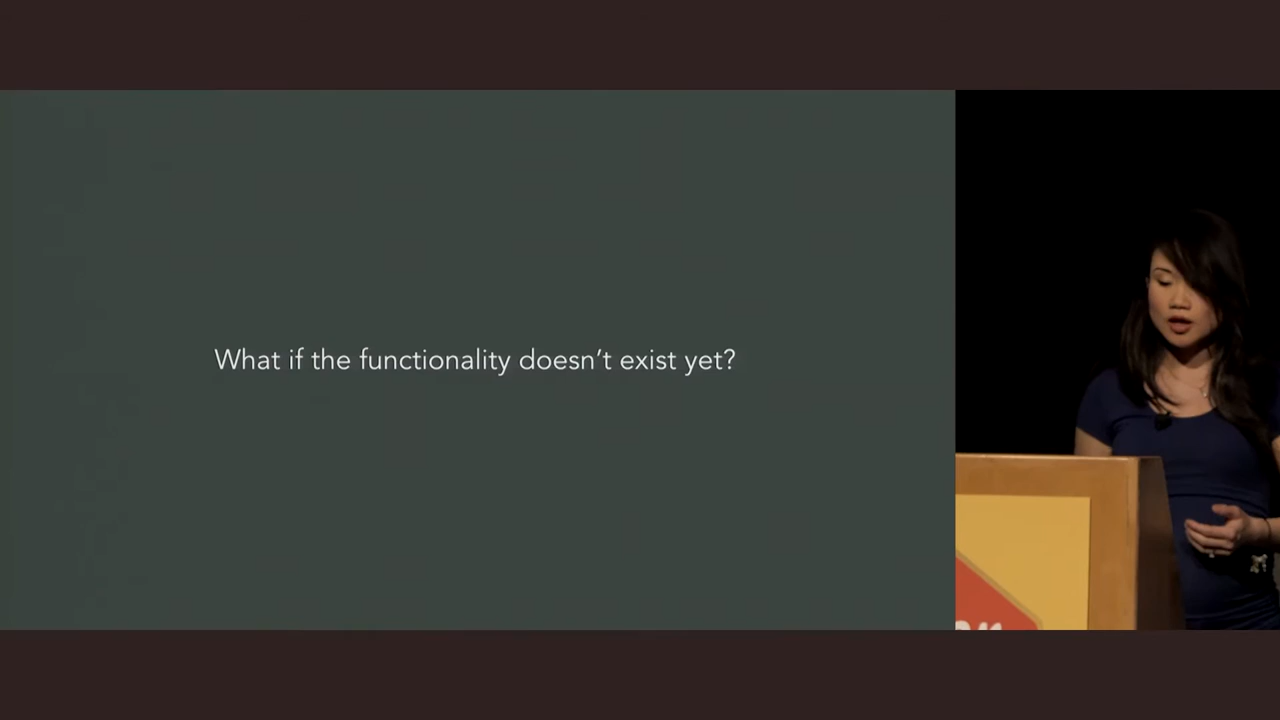 What if the functionality doesn’t exist yet?